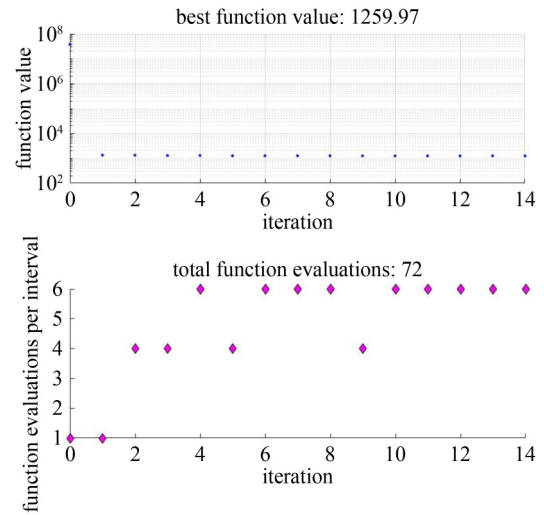 best function value: 1259.97
function value
10^8
10^6
10^4
10^2
0 2 4 6 8 10 12 14
iteration
total function evaluations: 72
function evaluations per interval
6
5
4
3
2
1
0 2 4 6 8 10 12 14
iteration